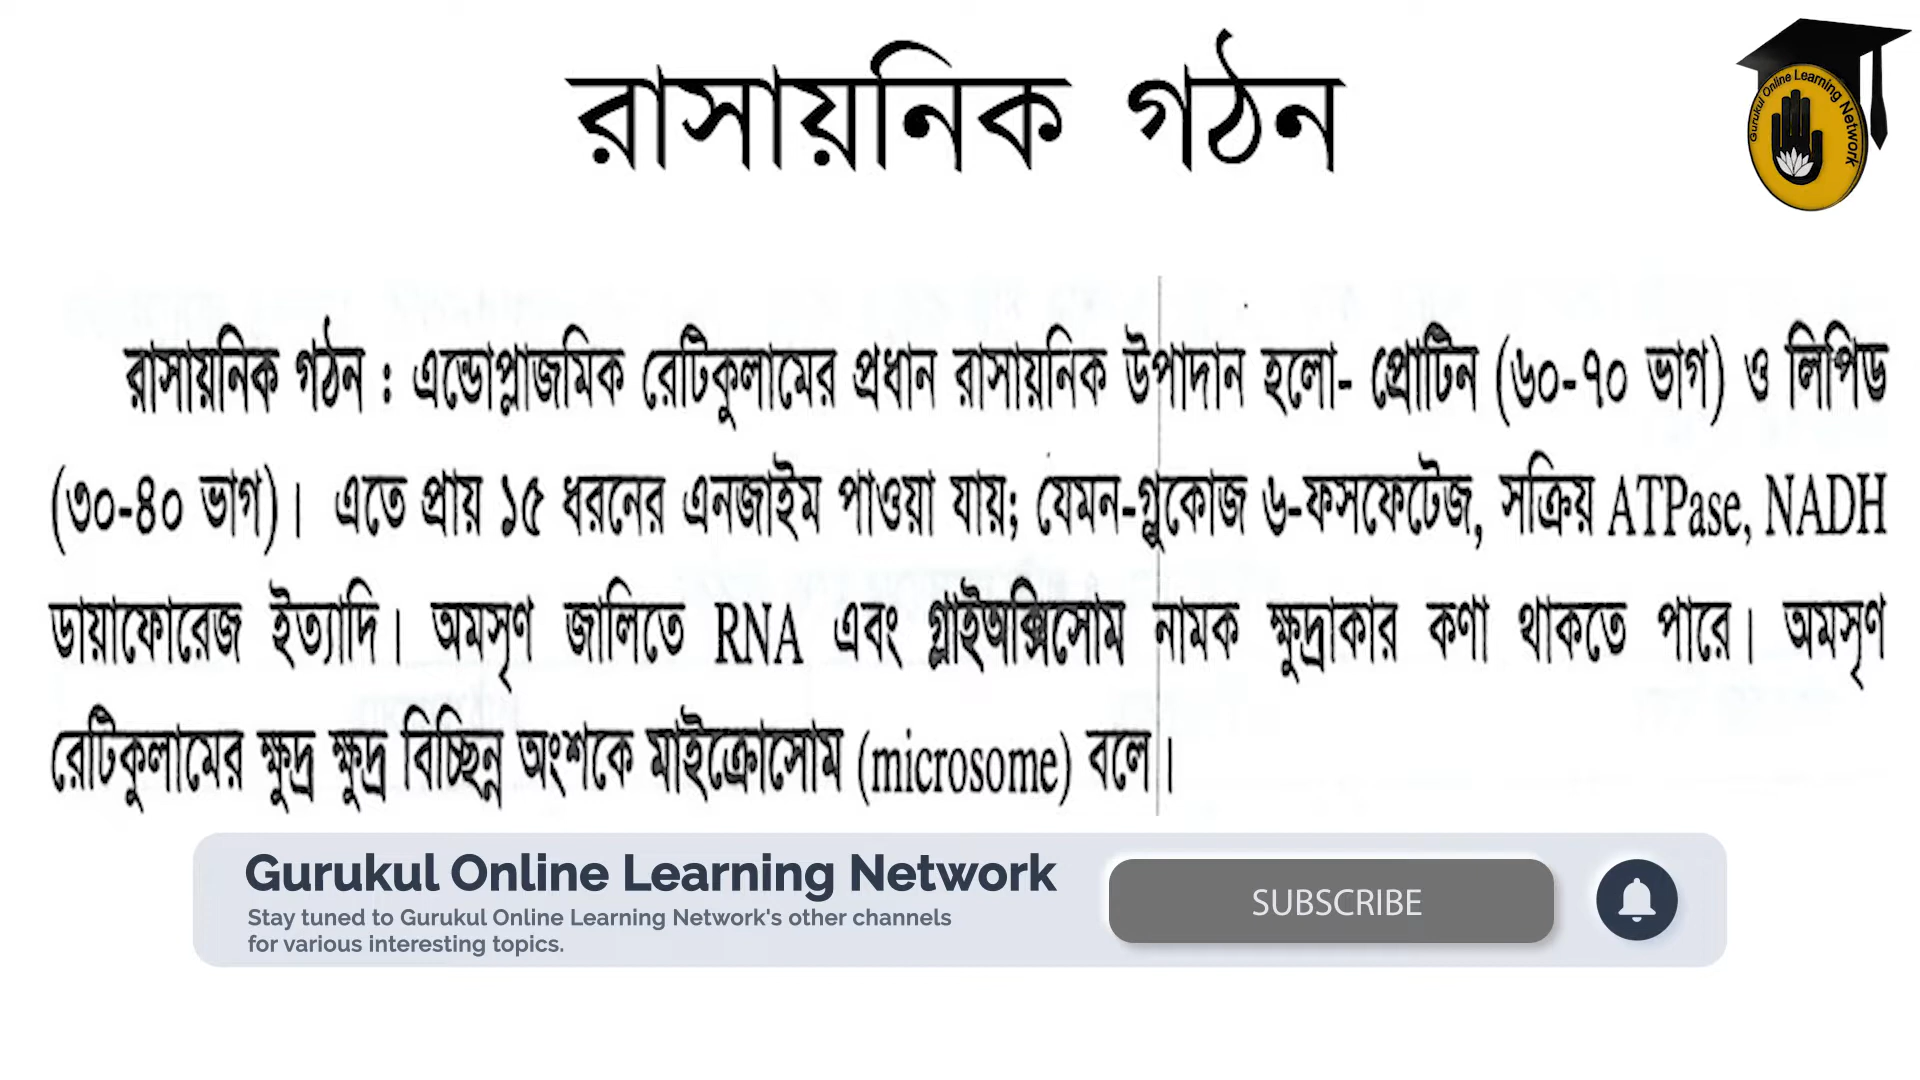 রাসায়নিক গঠন
Gurukul Online Learning Network
রাসায়নিক গঠন : এন্ডোপ্লাজমিক রেটিকুলামের প্রধান রাসায়নিক উপাদান হলো- প্রোটিন (৬০-৭০ ভাগ) ও লিপিড
(৩০-৪০ ভাগ)। এতে প্রায় ১৫ ধরনের এনজাইম পাওয়া যায়; যেমন-গ্লুকোজ ৬-ফসফেটেজ, সক্রিয় ATPase, NADH
ডায়াফোরেজ ইত্যাদি। অমসৃণ জালিতে RNA এবং গ্লাইঅক্সিসোম নামক ক্ষুদ্রাকার কণা থাকতে পারে। অমসৃণ
রেটিকুলামের ক্ষুদ্র ক্ষুদ্র বিচ্ছিন্ন অংশকে মাইক্রোসোম (microsome) বলে।
Gurukul Online Learning Network
Stay tuned to Gurukul Online Learning Network's other channels
for various interesting topics.
SUBSCRIBE